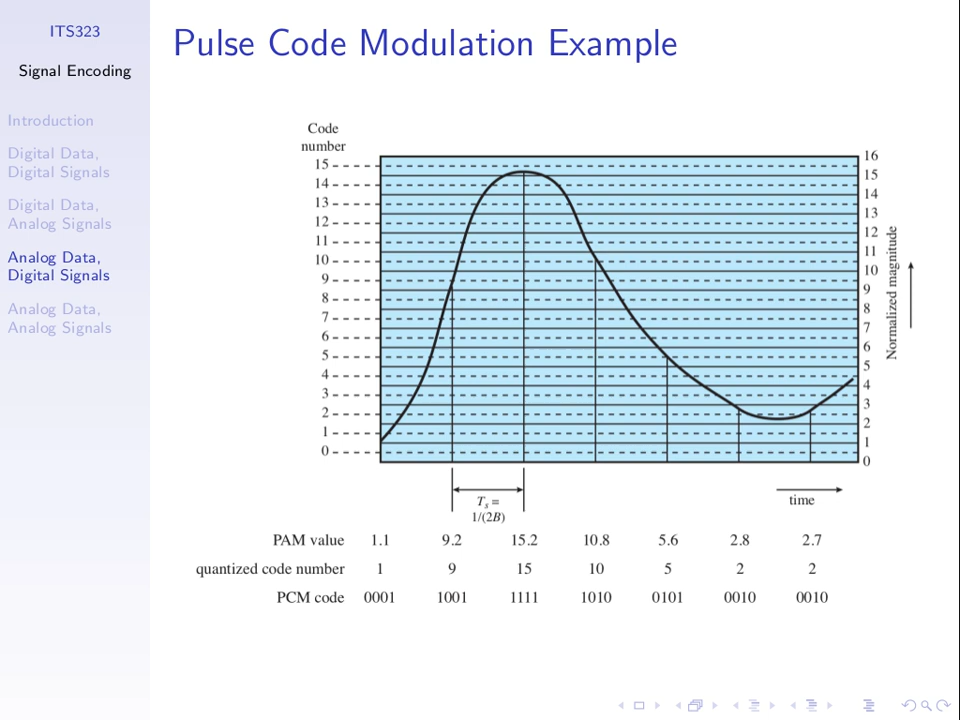 ITS323
Signal Encoding
Introduction
Digital Data,
Digital Signals
Digital Data,
Analog Signals
Analog Data,
Digital Signals
Analog Data,
Analog Signals
Pulse Code Modulation Example
Code
number
15
14
13
12
11
10
9
8
7
6
5
4
3
2
1
0
16
15
14
13
12
11
10
9
8
7
6
5
4
3
2
1
0
Normalized magnitude
Ts =
1/(2B)
time
PAM value 1.1 9.2 15.2 10.8 5.6 2.8 2.7
quantized code number 1 9 15 10 5 2 2
PCM code 0001 1001 1111 1010 0101 0010 0010